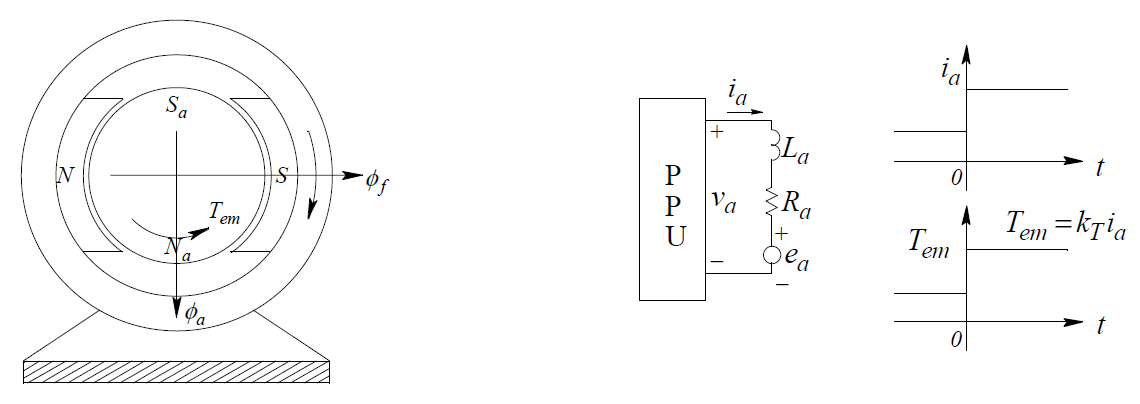 S_a
N
S
ϕ_f
T_em
N_a
ϕ_a
P
P
U
+
v_a
−
i_a
L_a
R_a
+
e_a
−
i_a
0
t
T_em
T_em = k_T i_a
0
t